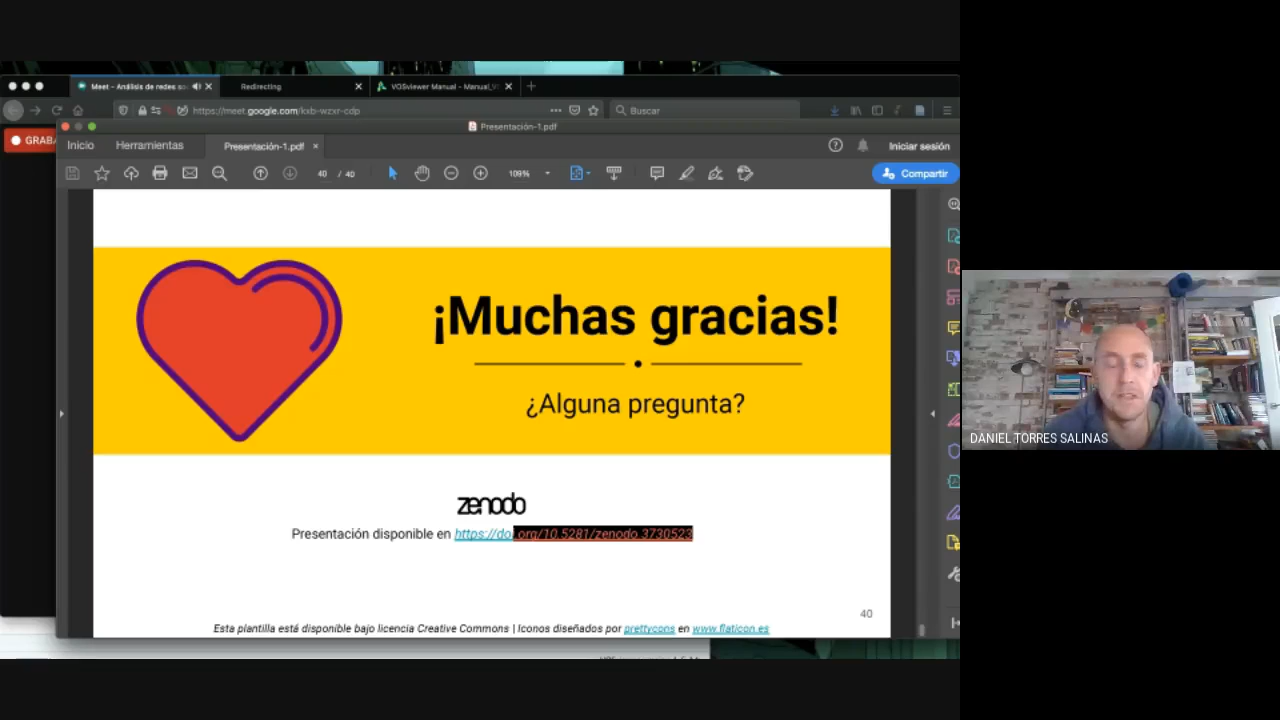 Meet - Análisis de redes so
Redirecting
VOSviewer Manual - Manual_V
https://meet.google.com/kxb-wzxr-cdp
Buscar
GRABA
Presentación-1.pdf
Inicio
Herramientas
Presentación-1.pdf
Iniciar sesión
40 / 40
109%
Compartir
¡Muchas gracias!
¿Alguna pregunta?
zenodo
Presentación disponible en https://doi.org/10.5281/zenodo.3730523
40
Esta plantilla está disponible bajo licencia Creative Commons | Iconos diseñados por prettycons en www.flaticon.es
DANIEL TORRES SALINAS